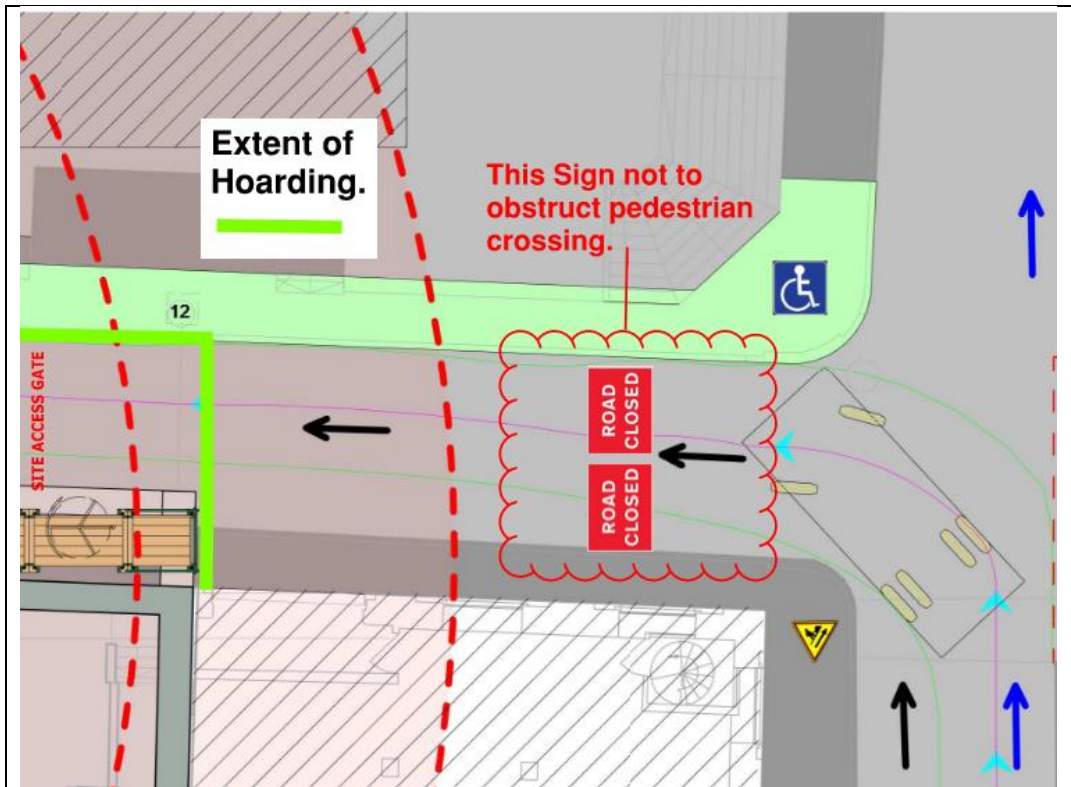 Extent of
Hoarding.
This Sign not to
obstruct pedestrian
crossing.
12
SITE ACCESS GATE
ROAD
CLOSED
ROAD
CLOSED